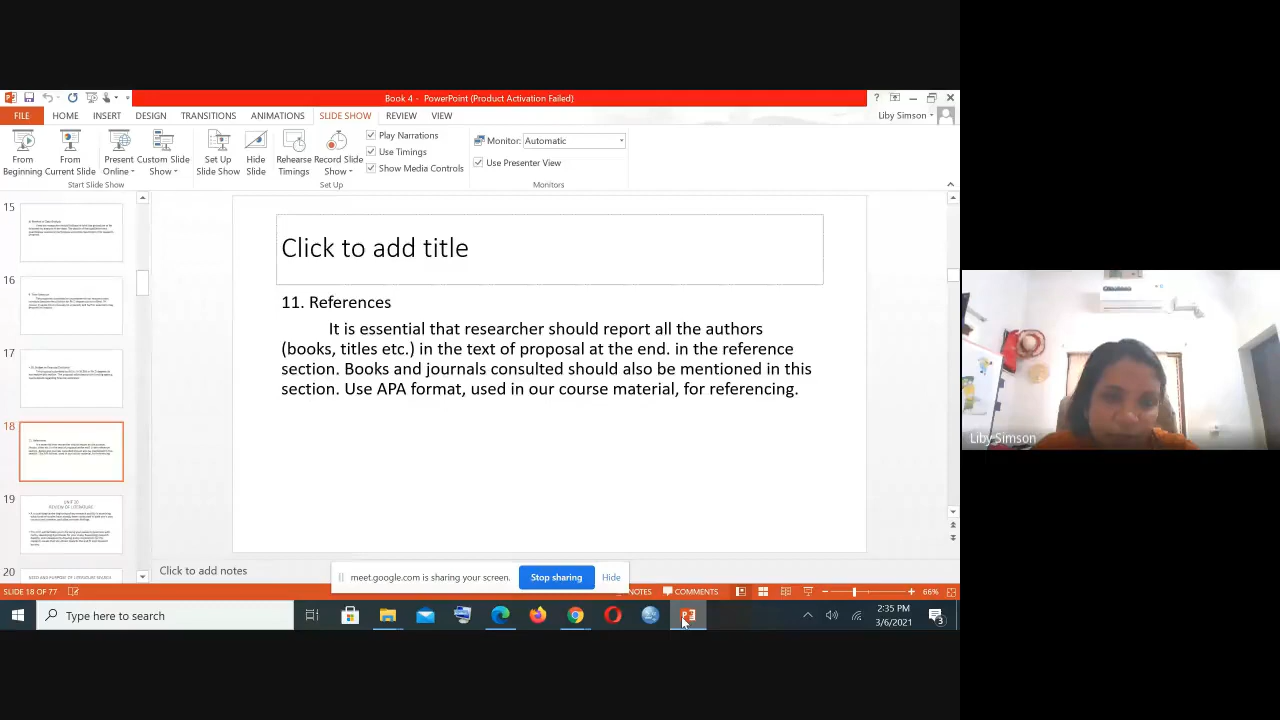 Book 4 - PowerPoint (Product Activation Failed)
FILE HOME INSERT DESIGN TRANSITIONS ANIMATIONS SLIDE SHOW REVIEW VIEW
Liby Simson
From Beginning
From Current Slide
Present Online
Custom Slide Show
Set Up Slide Show
Hide Slide
Rehearse Timings
Record Slide Show
Play Narrations
Use Timings
Show Media Controls
Monitor: Automatic
Use Presenter View
Start Slide Show
Set Up
Monitors
15
16
17
18
19
UNIT 10
REVIEW OF LITERATURE
20
Click to add title
11. References
It is essential that researcher should report all the authors
(books, titles etc.) in the text of proposal at the end. in the reference
section. Books and journals consulted should also be mentioned in this
section. Use APA format, used in our course material, for referencing.
Click to add notes
meet.google.com is sharing your screen. Stop sharing Hide
SLIDE 18 OF 77
NOTES COMMENTS 66%
Type here to search
2:35 PM
3/6/2021
3
Liby Simson